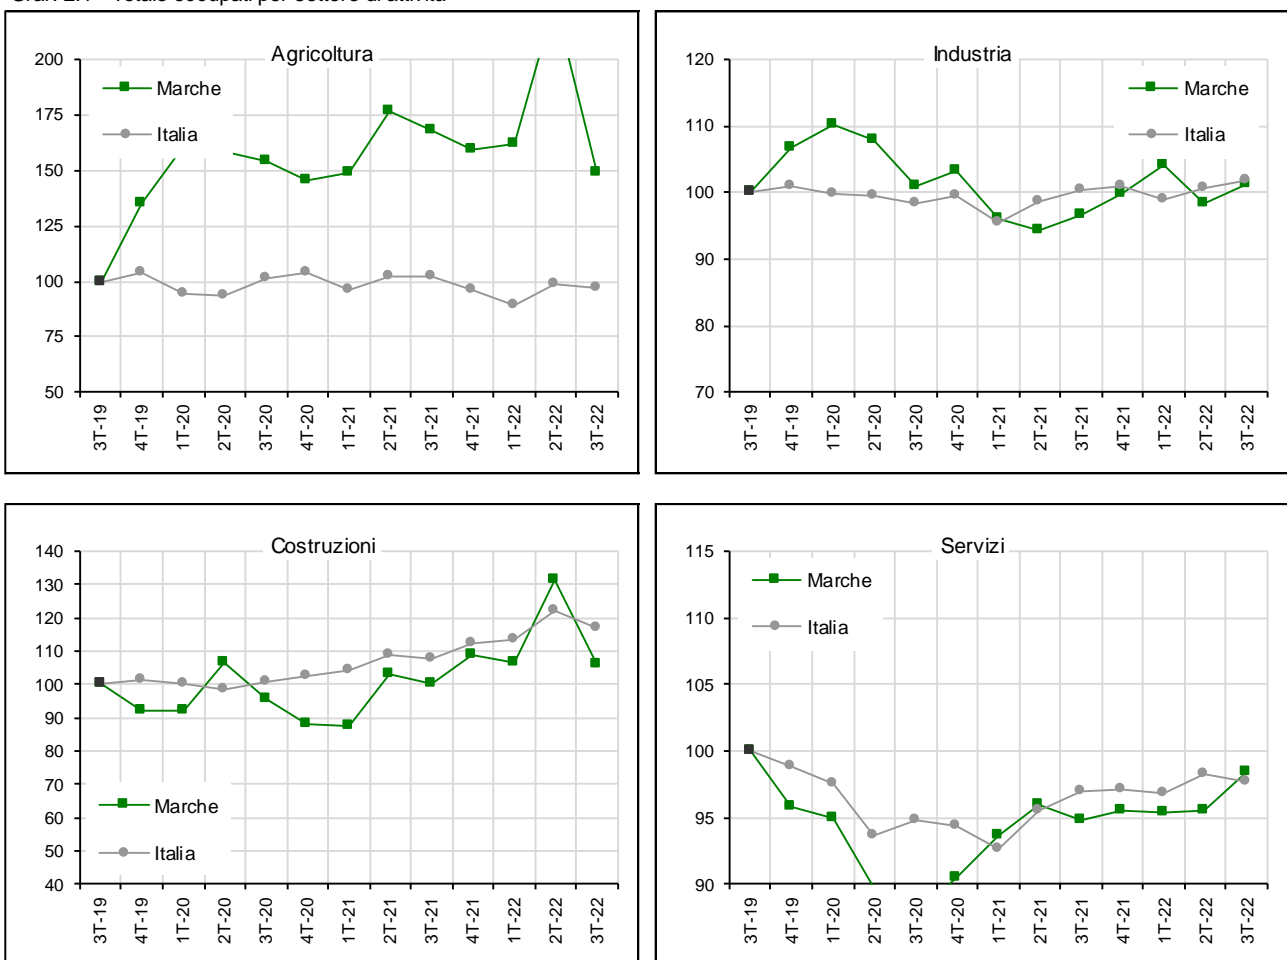 Agricoltura
200
175
150
125
100
75
50
Marche
Italia
3T-19
4T-19
1T-20
2T-20
3T-20
4T-20
1T-21
2T-21
3T-21
4T-21
1T-22
2T-22
3T-22
Industria
120
110
100
90
80
70
Marche
Italia
3T-19
4T-19
1T-20
2T-20
3T-20
4T-20
1T-21
2T-21
3T-21
4T-21
1T-22
2T-22
3T-22
Costruzioni
140
130
120
110
100
90
80
70
60
50
40
Marche
Italia
3T-19
4T-19
1T-20
2T-20
3T-20
4T-20
1T-21
2T-21
3T-21
4T-21
1T-22
2T-22
3T-22
Servizi
115
110
105
100
95
90
Marche
Italia
3T-19
4T-19
1T-20
2T-20
3T-20
4T-20
1T-21
2T-21
3T-21
4T-21
1T-22
2T-22
3T-22